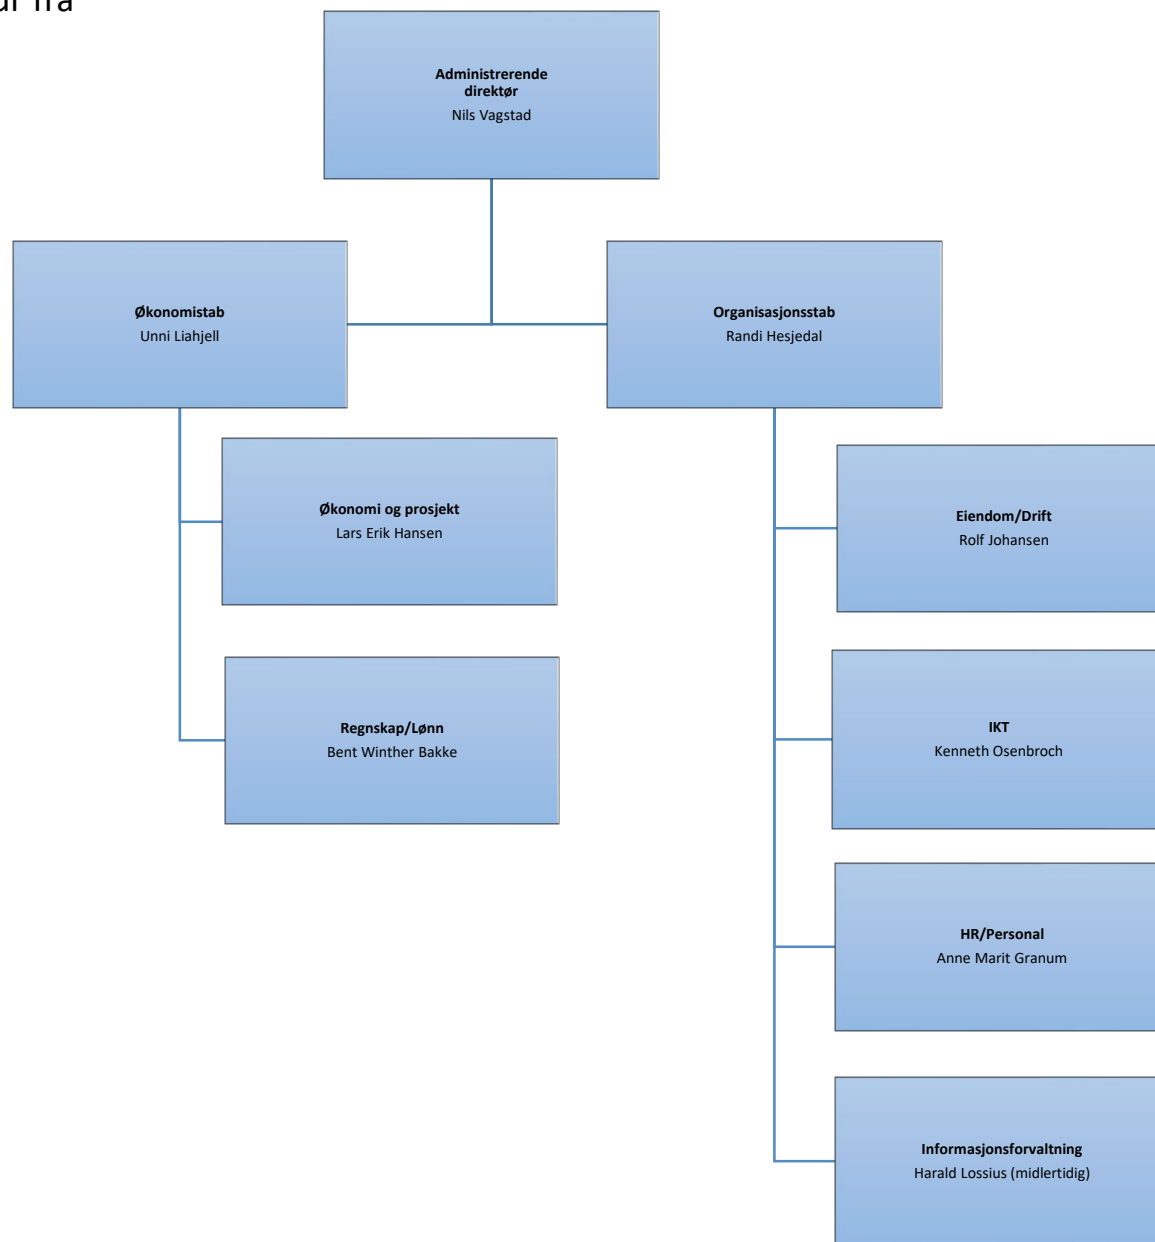 fra
Administrerende
direktør
Nils Vagstad
Økonomistab
Unni Liahjell
Organisasjonsstab
Randi Hesjedal
Økonomi og prosjekt
Lars Erik Hansen
Eiendom/Drift
Rolf Johansen
Regnskap/Lønn
Bent Winther Bakke
IKT
Kenneth Osenbroch
HR/Personal
Anne Marit Granum
Informasjonsforvaltning
Harald Lossius (midlertidig)